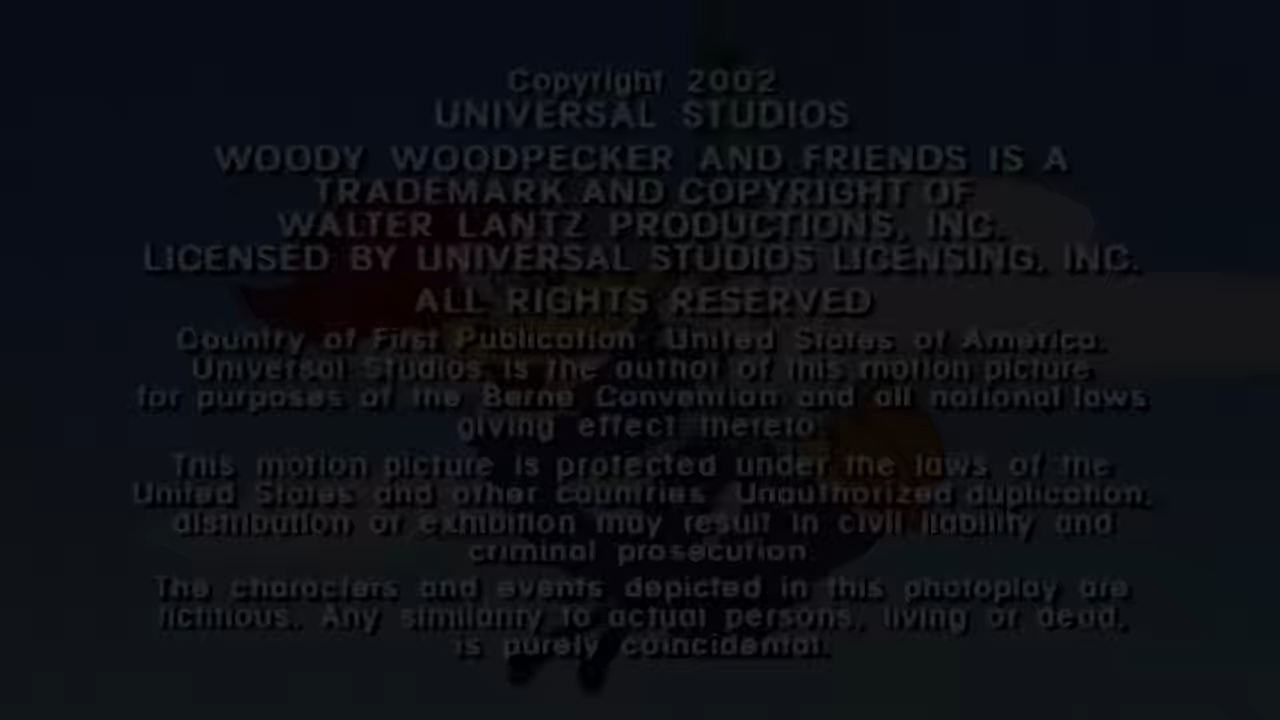 Copyright 2002
UNIVERSAL STUDIOS
WOODY WOODPECKER AND FRIENDS IS A
TRADEMARK AND COPYRIGHT OF
WALTER LANTZ PRODUCTIONS, INC.
LICENSED BY UNIVERSAL STUDIOS LICENSING, INC.
ALL RIGHTS RESERVED
Country of First Publication: United States of America.
Universal Studios is the author of this motion picture
for purposes of the Berne Convention and all national laws
giving effect thereto.
This motion picture is protected under the laws of the
United States and other countries. Unauthorized duplication,
distribution or exhibition may result in civil liability and
criminal prosecution.
The characters and events depicted in this photoplay are
fictitious. Any similarity to actual persons, living or dead,
is purely coincidental.